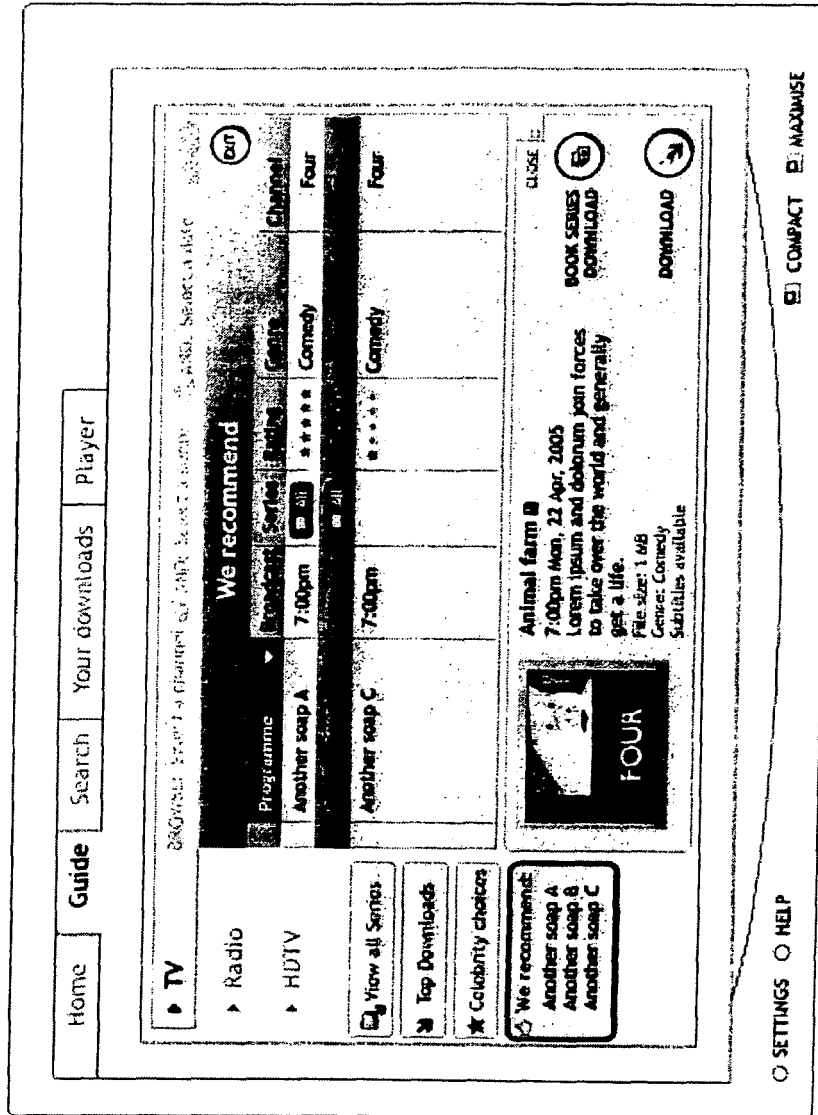 Home
Guide
Search
Your downloads
Player
TV
Radio
HDTV
View all Series
Top Downloads
Celebrity choices
We recommend:
Another soap A
Another soap B
Another soap C
We recommend
EXIT
Programme Broadcast Series Rating Genre Channel
Another soap A 7:00pm All ★★★★★ Comedy Four
All
Another soap C 7:00pm ★★★★★ Comedy Four
CLOSE
FOUR
Animal farm
7:00pm Mon, 22 Apr, 2005
Lorem ipsum and dolorum join forces
to take over the world and generally
get a life.
File size: 1 MB
Genre: Comedy
Subtitles available
BOOK SERIES
DOWNLOAD
DOWNLOAD
SETTINGS
HELP
COMPACT
MAXIMISE